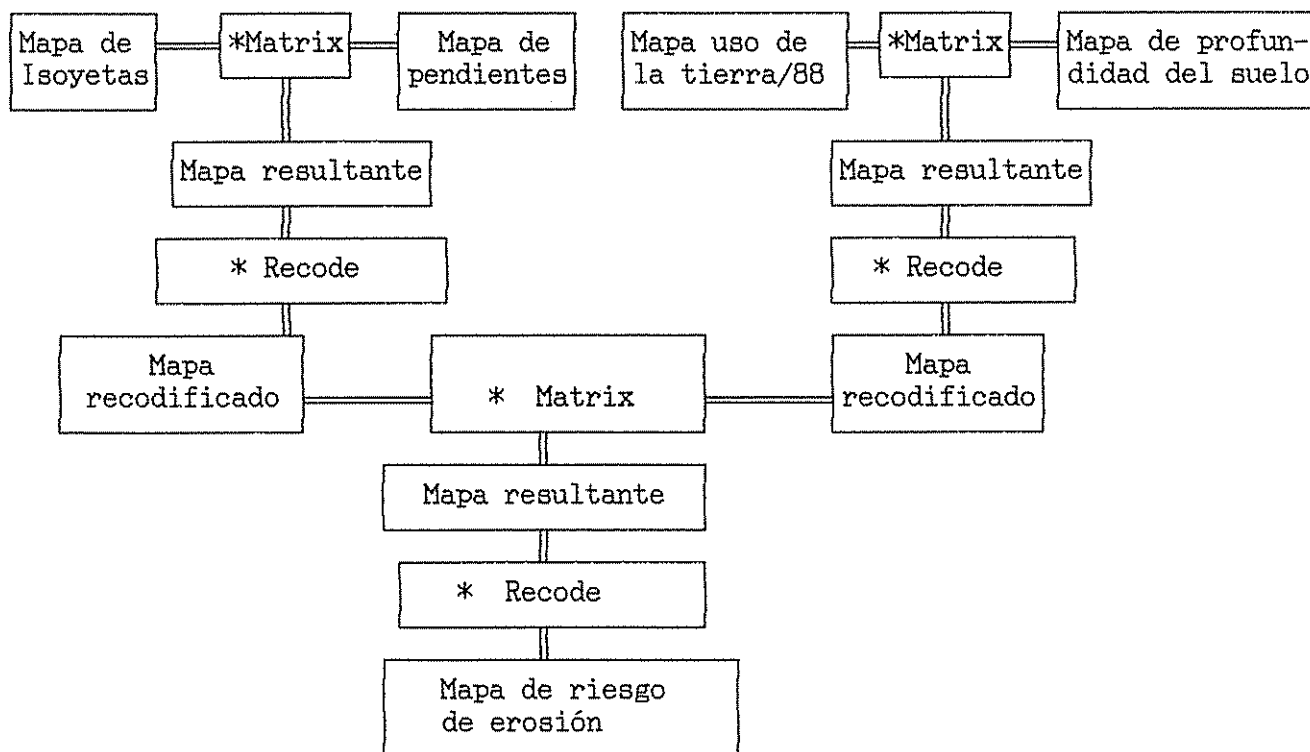 Mapa de
Isoyetas
*Matrix
Mapa de
pendientes
Mapa uso de
la tierra/88
*Matrix
Mapa de profun-
didad del suelo
Mapa resultante
Mapa resultante
* Recode
* Recode
Mapa
recodificado
* Matrix
Mapa
recodificado
Mapa resultante
* Recode
Mapa de riesgo
de erosión